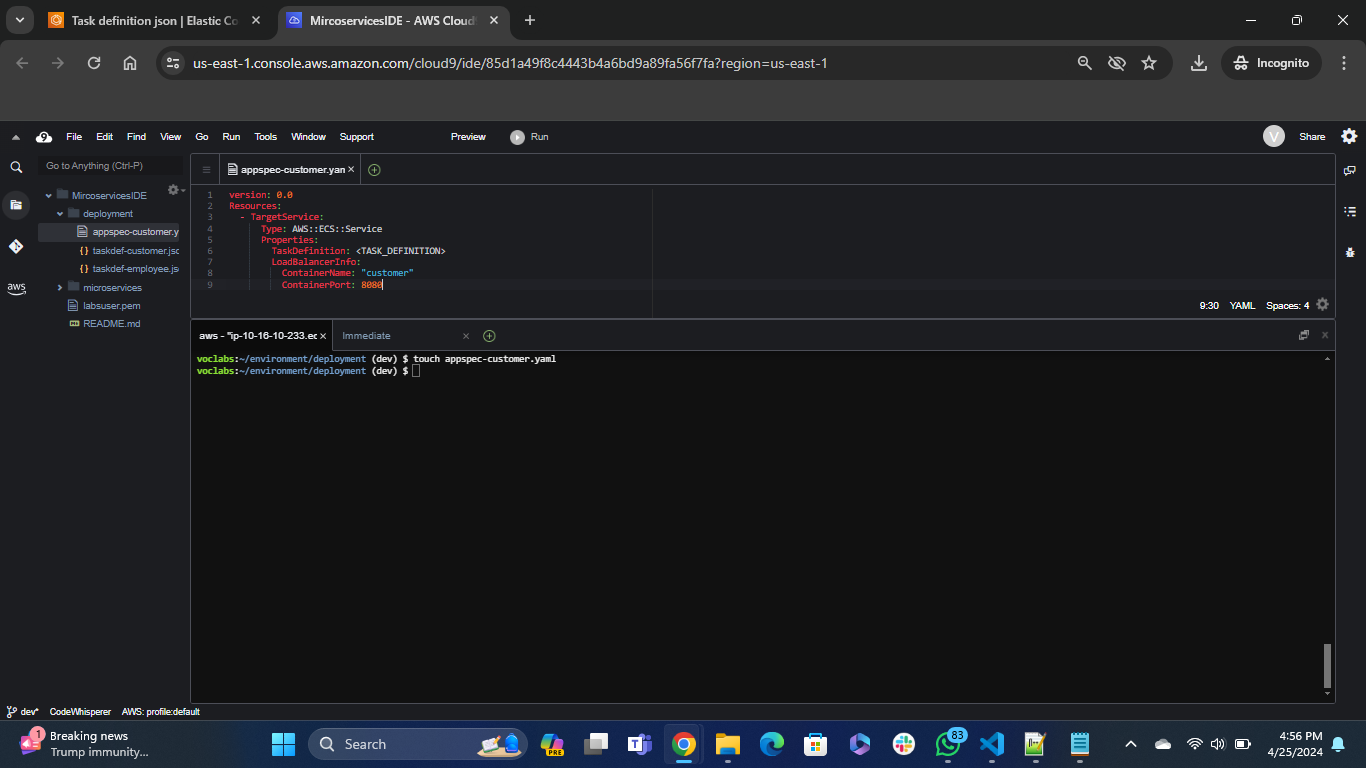 Task definition json | Elastic Co
MircoservicesIDE - AWS Cloud
us-east-1.console.aws.amazon.com/cloud9/ide/85d1a49f8c4443b4a6bd9a89fa56f7fa?region=us-east-1
Incognito
File Edit Find View Go Run Tools Window Support Preview Run
V Share
Go to Anything (Ctrl-P)
MircoservicesIDE
deployment
appspec-customer.y
taskdef-customer.jsc
taskdef-employee.js
microservices
labsuser.pem
README.md
aws
appspec-customer.yan
1 version: 0.0
2 Resources:
3 - TargetService:
4 Type: AWS::ECS::Service
5 Properties:
6 TaskDefinition: <TASK_DEFINITION>
7 LoadBalancerInfo:
8 ContainerName: "customer"
9 ContainerPort: 8080
9:30 YAML Spaces: 4
aws - "ip-10-16-10-233.ec
Immediate
voclabs:~/environment/deployment (dev) $ touch appspec-customer.yaml
voclabs:~/environment/deployment (dev) $
dev* CodeWhisperer AWS: profile:default
1
Breaking news
Trump immunity...
Search
PRE
83
4:56 PM
4/25/2024